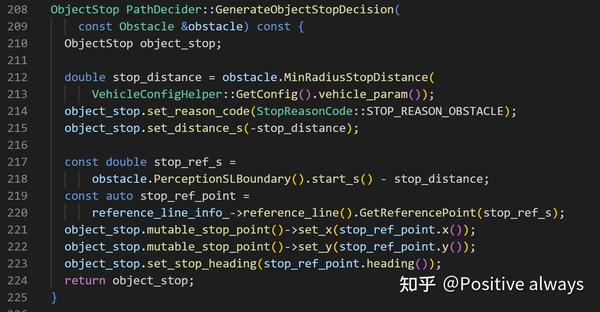 208 ObjectStop PathDecider::GenerateObjectStopDecision(
209     const Obstacle &obstacle) const {
210   ObjectStop object_stop;
211
212   double stop_distance = obstacle.MinRadiusStopDistance(
213       VehicleConfigHelper::GetConfig().vehicle_param());
214   object_stop.set_reason_code(StopReasonCode::STOP_REASON_OBSTACLE);
215   object_stop.set_distance_s(-stop_distance);
216
217   const double stop_ref_s =
218       obstacle.PerceptionSLBoundary().start_s() - stop_distance;
219   const auto stop_ref_point =
220       reference_line_info_->reference_line().GetReferencePoint(stop_ref_s);
221   object_stop.mutable_stop_point()->set_x(stop_ref_point.x());
222   object_stop.mutable_stop_point()->set_y(stop_ref_point.y());
223   object_stop.set_stop_heading(stop_ref_point.heading());
224   return object_stop;
225 }
知乎 @Positive always